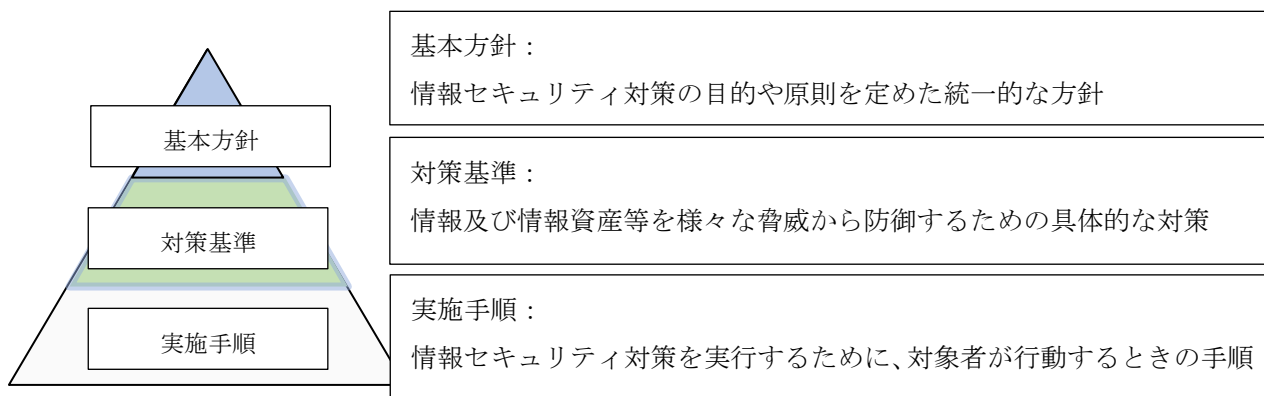 基本方針
対策基準
実施手順
基本方針：
情報セキュリティ対策の目的や原則を定めた統一的な方針
対策基準：
情報及び情報資産等を様々な脅威から防御するための具体的な対策
実施手順：
情報セキュリティ対策を実行するために、対象者が行動するときの手順